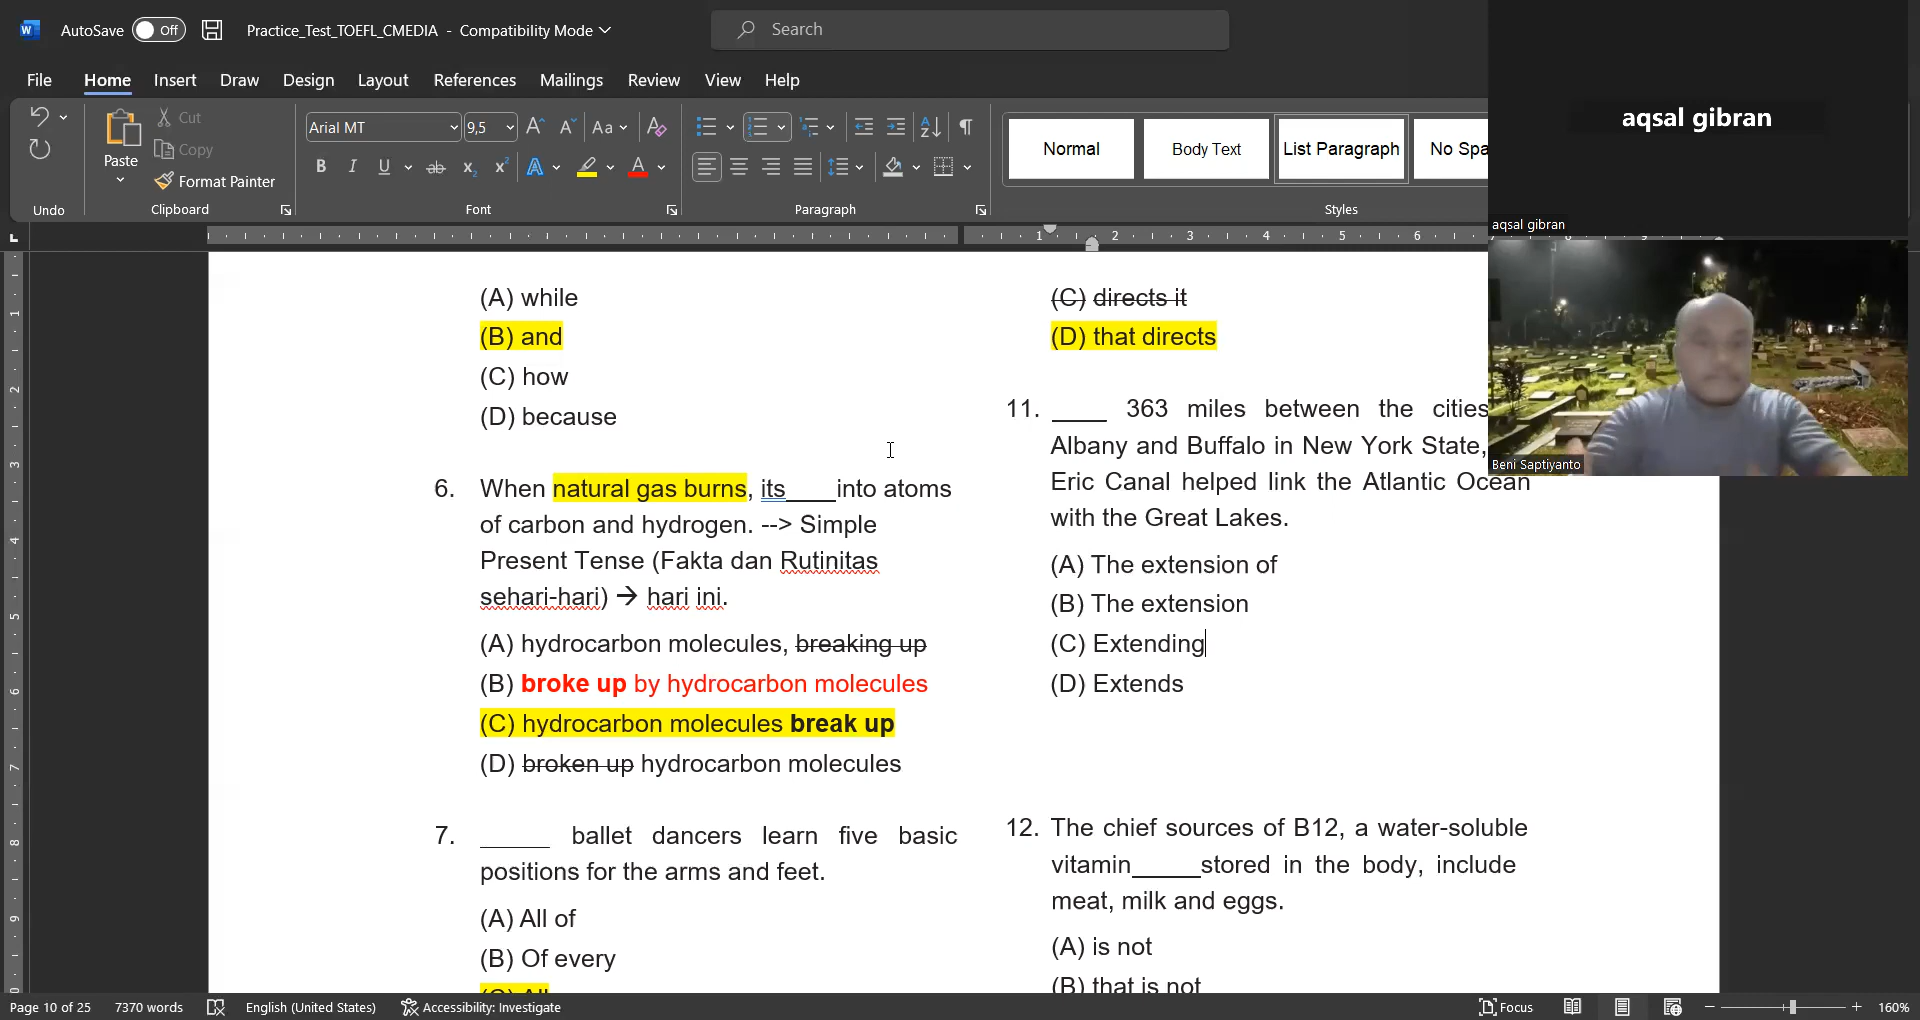 AutoSave Off Practice_Test_TOEFL_CMEDIA - Compatibility Mode Search
File Home Insert Draw Design Layout References Mailings Review View Help
Paste Cut Copy Format Painter
Arial MT 9,5 Aa
Normal Body Text List Paragraph No Spa
Undo Clipboard Font Paragraph Styles
aqsal gibran
aqsal gibran
Beni Saptiyanto
(A) while
(B) and
(C) how
(D) because
6. When natural gas burns, its____into atoms
of carbon and hydrogen. --> Simple
Present Tense (Fakta dan Rutinitas
sehari-hari) → hari ini.
(A) hydrocarbon molecules, breaking up
(B) broke up by hydrocarbon molecules
(C) hydrocarbon molecules break up
(D) broken up hydrocarbon molecules
7. _____ ballet dancers learn five basic
positions for the arms and feet.
(A) All of
(B) Of every
(C) All
(C) directs it
(D) that directs
11. ____ 363 miles between the cities
Albany and Buffalo in New York State,
Eric Canal helped link the Atlantic Ocean
with the Great Lakes.
(A) The extension of
(B) The extension
(C) Extending
(D) Extends
12. The chief sources of B12, a water-soluble
vitamin_____stored in the body, include
meat, milk and eggs.
(A) is not
(B) that is not
Page 10 of 25 7370 words English (United States) Accessibility: Investigate Focus 160%